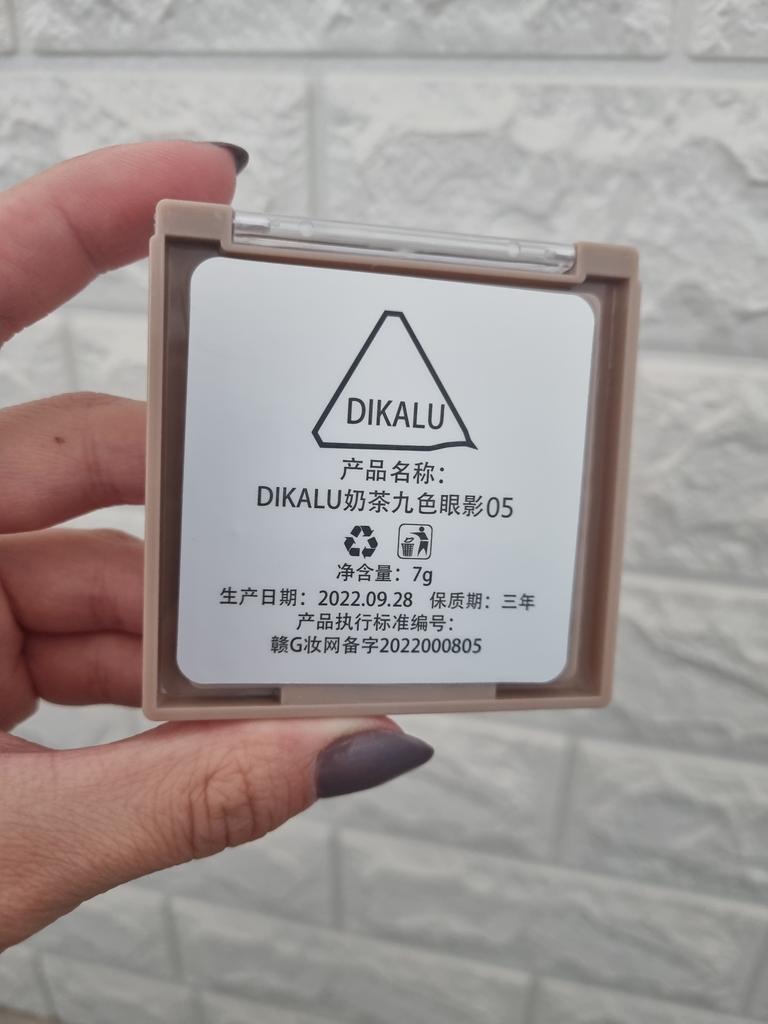 DIKALU
产品名称：
DIKALU奶茶九色眼影05
净含量：7g
生产日期：2022.09.28 保质期：三年
产品执行标准编号：
赣G妆网备字2022000805